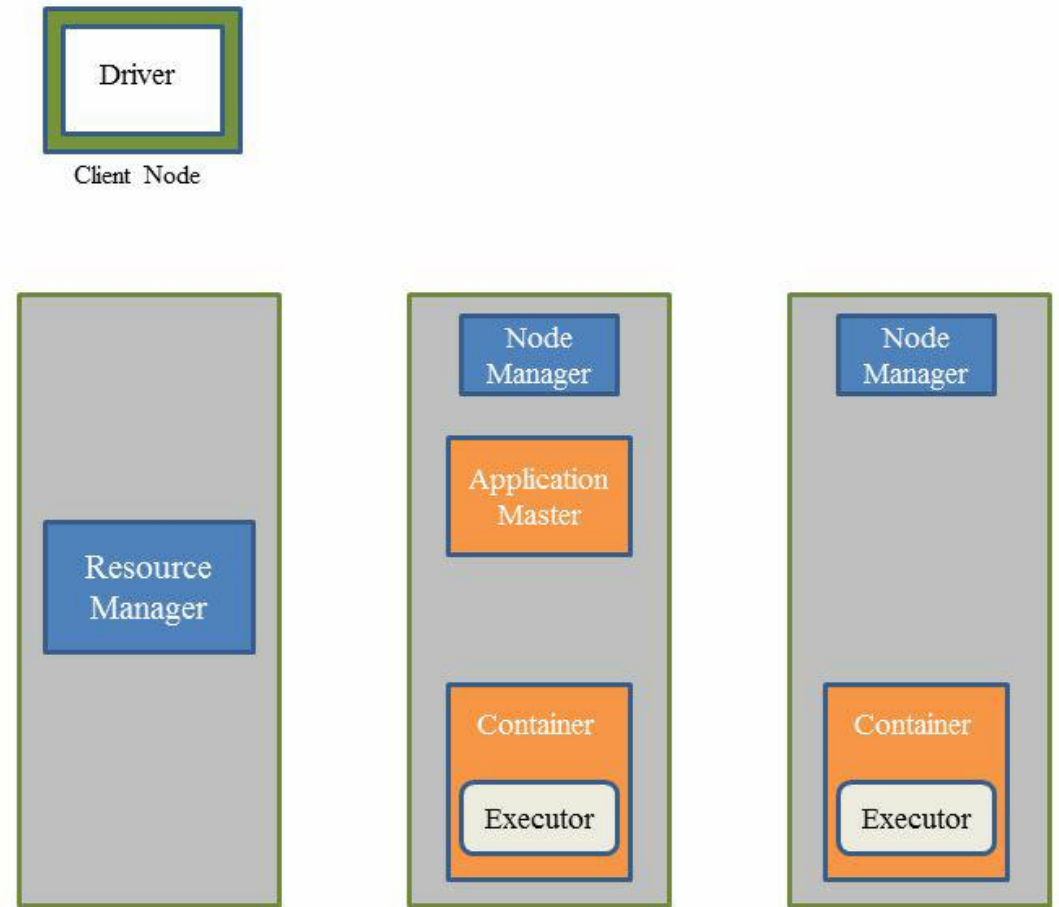 Driver
Client Node
Resource
Manager
Node
Manager
Application
Master
Container
Executor
Node
Manager
Container
Executor